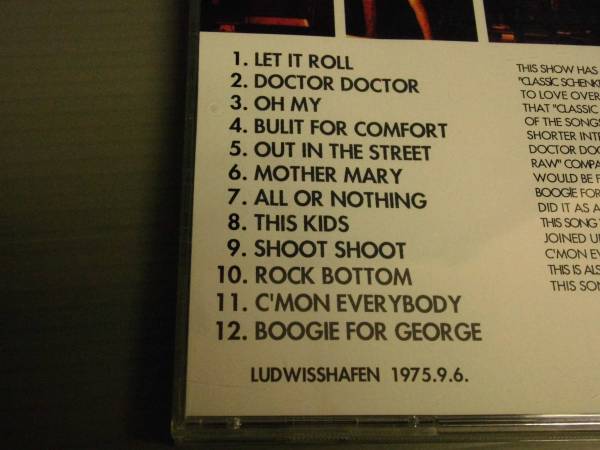 1. LET IT ROLL
2. DOCTOR DOCTOR
3. OH MY
4. BULIT FOR COMFORT
5. OUT IN THE STREET
6. MOTHER MARY
7. ALL OR NOTHING
8. THIS KIDS
9. SHOOT SHOOT
10. ROCK BOTTOM
11. C'MON EVERYBODY
12. BOOGIE FOR GEORGE
LUDWISSHAFEN 1975.9.6.
THIS SHOW HAS
"CLASSIC SCHENK
TO LOVE OVER
THAT "CLASSIC
OF THE SONGS
SHORTER INT
DOCTOR DOC
RAW" COMPA
WOULD BE F
BOOGIE FOR
DID IT AS A
THIS SONG
JOINED U
C'MON EV
THIS IS ALS
THIS SON